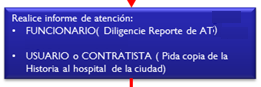 Realice informe de atención:
• FUNCIONARIO( Diligencie Reporte de AT)
• USUARIO o CONTRATISTA ( Pida copia de la
Historia al hospital de la ciudad)